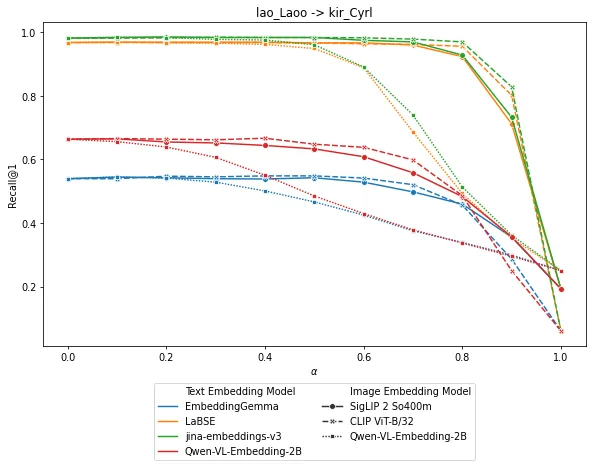 lao_Laoo -> kir_Cyrl
Recall@1
1.0
0.8
0.6
0.4
0.2
0.0 0.2 0.4 0.6 0.8 1.0
α
Text Embedding Model Image Embedding Model
EmbeddingGemma SigLIP 2 So400m
LaBSE CLIP ViT-B/32
jina-embeddings-v3 Qwen-VL-Embedding-2B
Qwen-VL-Embedding-2B